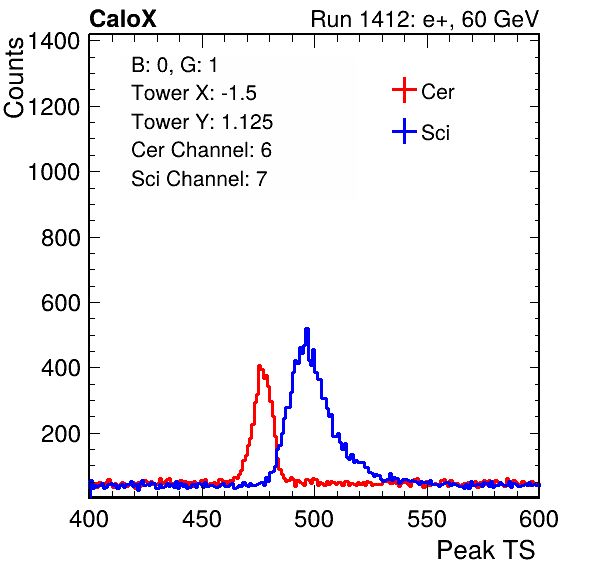 CaloX
Run 1412: e+, 60 GeV
Counts
B: 0, G: 1
Tower X: -1.5
Tower Y: 1.125
Cer Channel: 6
Sci Channel: 7
Cer
Sci
1400
1200
1000
800
600
400
200
400 450 500 550 600
Peak TS